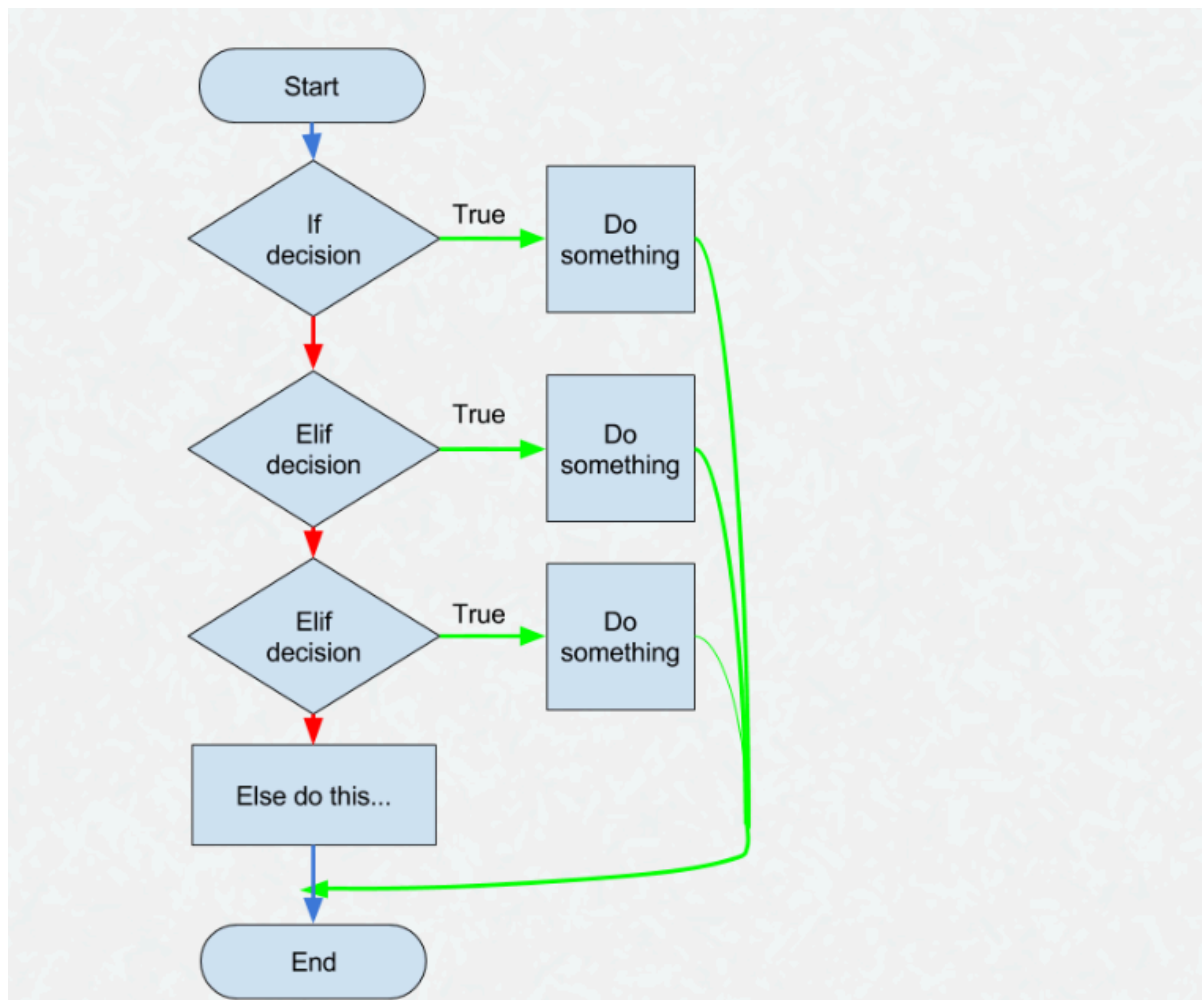 Start
If
decision
True
Do
something
Elif
decision
True
Do
something
Elif
decision
True
Do
something
Else do this...
End